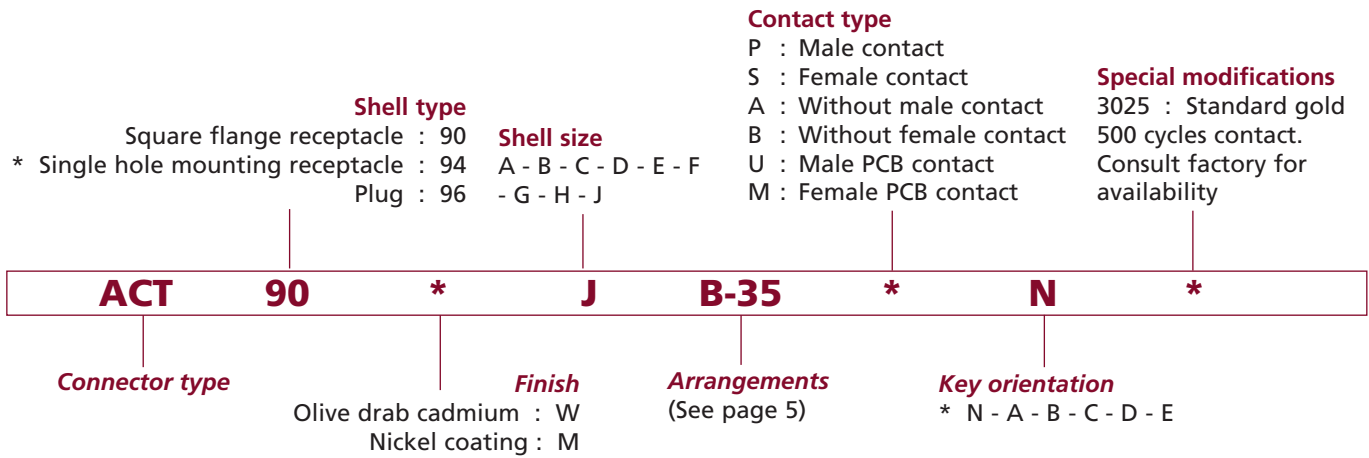 Contact type
P : Male contact
S : Female contact
A : Without male contact
B : Without female contact
U : Male PCB contact
M : Female PCB contact
Special modifications
3025 : Standard gold
500 cycles contact.
Consult factory for
availability
Shell type
Square flange receptacle : 90
* Single hole mounting receptacle : 94
Plug : 96
Shell size
A - B - C - D - E - F
- G - H - J
ACT 90 * J B-35 * N *
Connector type
Finish
Olive drab cadmium : W
Nickel coating : M
Arrangements
(See page 5)
Key orientation
* N - A - B - C - D - E